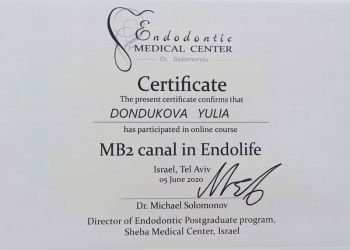 Endodontic
MEDICAL CENTER
Dr. Solomonov
Certificate
The present certificate confirms that
DONDUKOVA YULIA
has participated in online course
MB2 canal in Endolife
Israel, Tel Aviv
05 June 2020
Dr. Michael Solomonov
Director of Endodontic Postgraduate program,
Sheba Medical Center, Israel